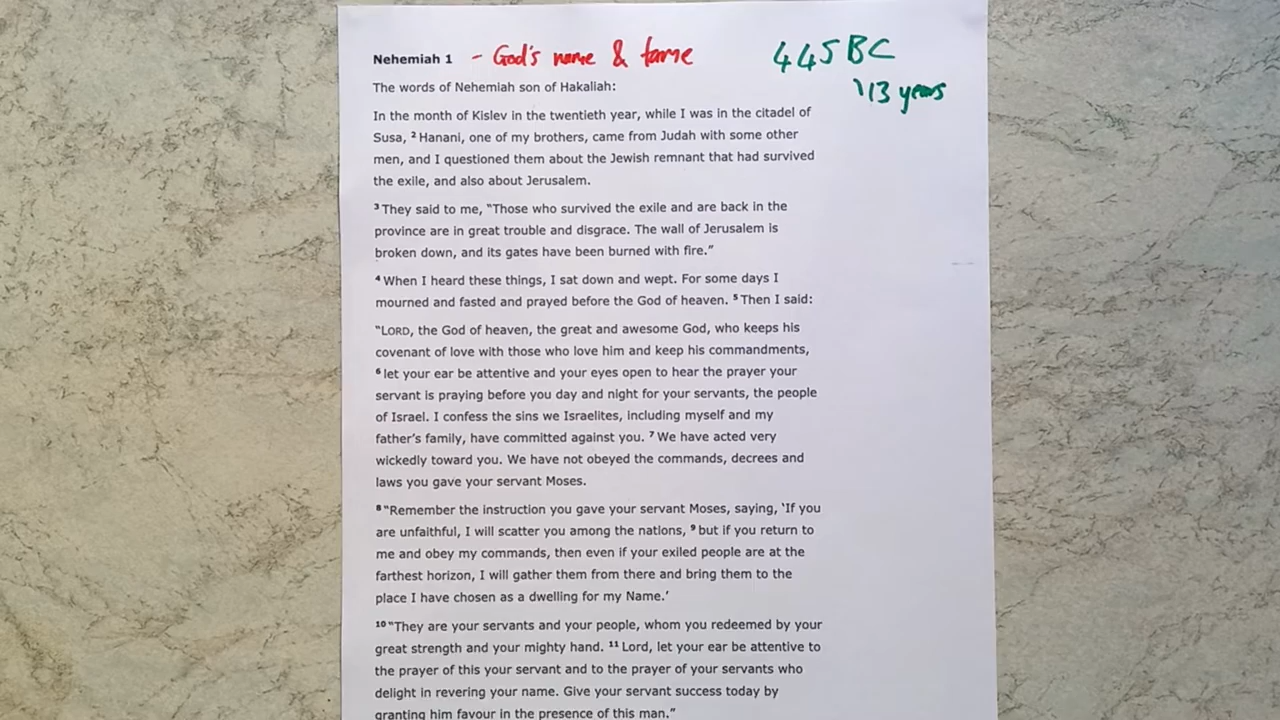 Nehemiah 1 - God's name & fame 445 BC
The words of Nehemiah son of Hakaliah:
13 years
In the month of Kislev in the twentieth year, while I was in the citadel of
Susa, 2 Hanani, one of my brothers, came from Judah with some other
men, and I questioned them about the Jewish remnant that had survived
the exile, and also about Jerusalem.
3 They said to me, “Those who survived the exile and are back in the
province are in great trouble and disgrace. The wall of Jerusalem is
broken down, and its gates have been burned with fire.”
4 When I heard these things, I sat down and wept. For some days I
mourned and fasted and prayed before the God of heaven. 5 Then I said:
“LORD, the God of heaven, the great and awesome God, who keeps his
covenant of love with those who love him and keep his commandments,
6 let your ear be attentive and your eyes open to hear the prayer your
servant is praying before you day and night for your servants, the people
of Israel. I confess the sins we Israelites, including myself and my
father’s family, have committed against you. 7 We have acted very
wickedly toward you. We have not obeyed the commands, decrees and
laws you gave your servant Moses.
8 “Remember the instruction you gave your servant Moses, saying, ‘If you
are unfaithful, I will scatter you among the nations, 9 but if you return to
me and obey my commands, then even if your exiled people are at the
farthest horizon, I will gather them from there and bring them to the
place I have chosen as a dwelling for my Name.’
10 “They are your servants and your people, whom you redeemed by your
great strength and your mighty hand. 11 Lord, let your ear be attentive to
the prayer of this your servant and to the prayer of your servants who
delight in revering your name. Give your servant success today by
granting him favour in the presence of this man.”